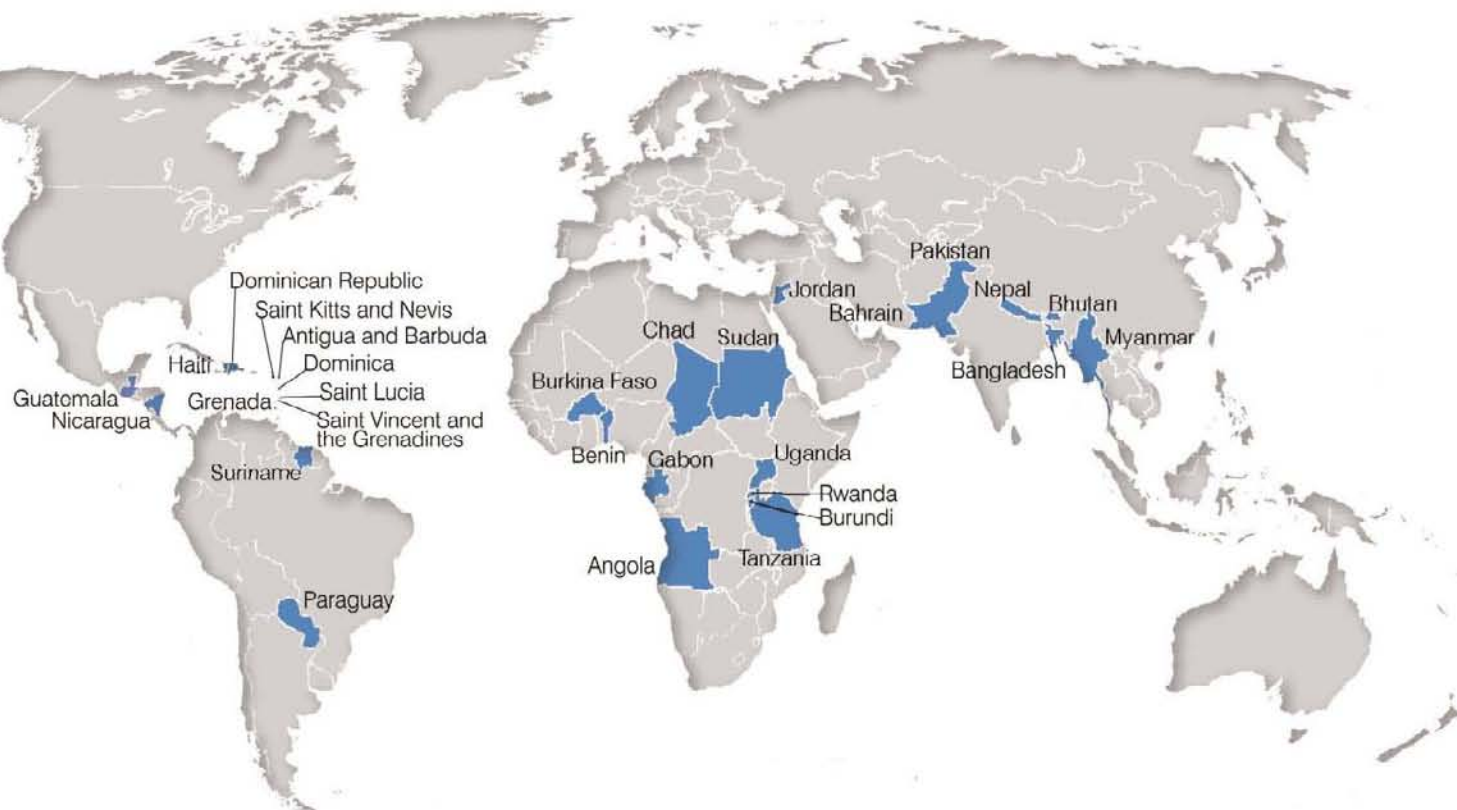 Dominican Republic
Saint Kitts and Nevis
Antigua and Barbuda
Haiti
Dominica
Guatemala
Grenada
Saint Lucia
Nicaragua
Saint Vincent and
the Grenadines
Suriname
Paraguay
Chad
Sudan
Burkina Faso
Benin
Gabon
Uganda
Rwanda
Burundi
Angola
Tanzania
Jordan
Bahrain
Pakistan
Nepal
Bhutan
Myanmar
Bangladesh